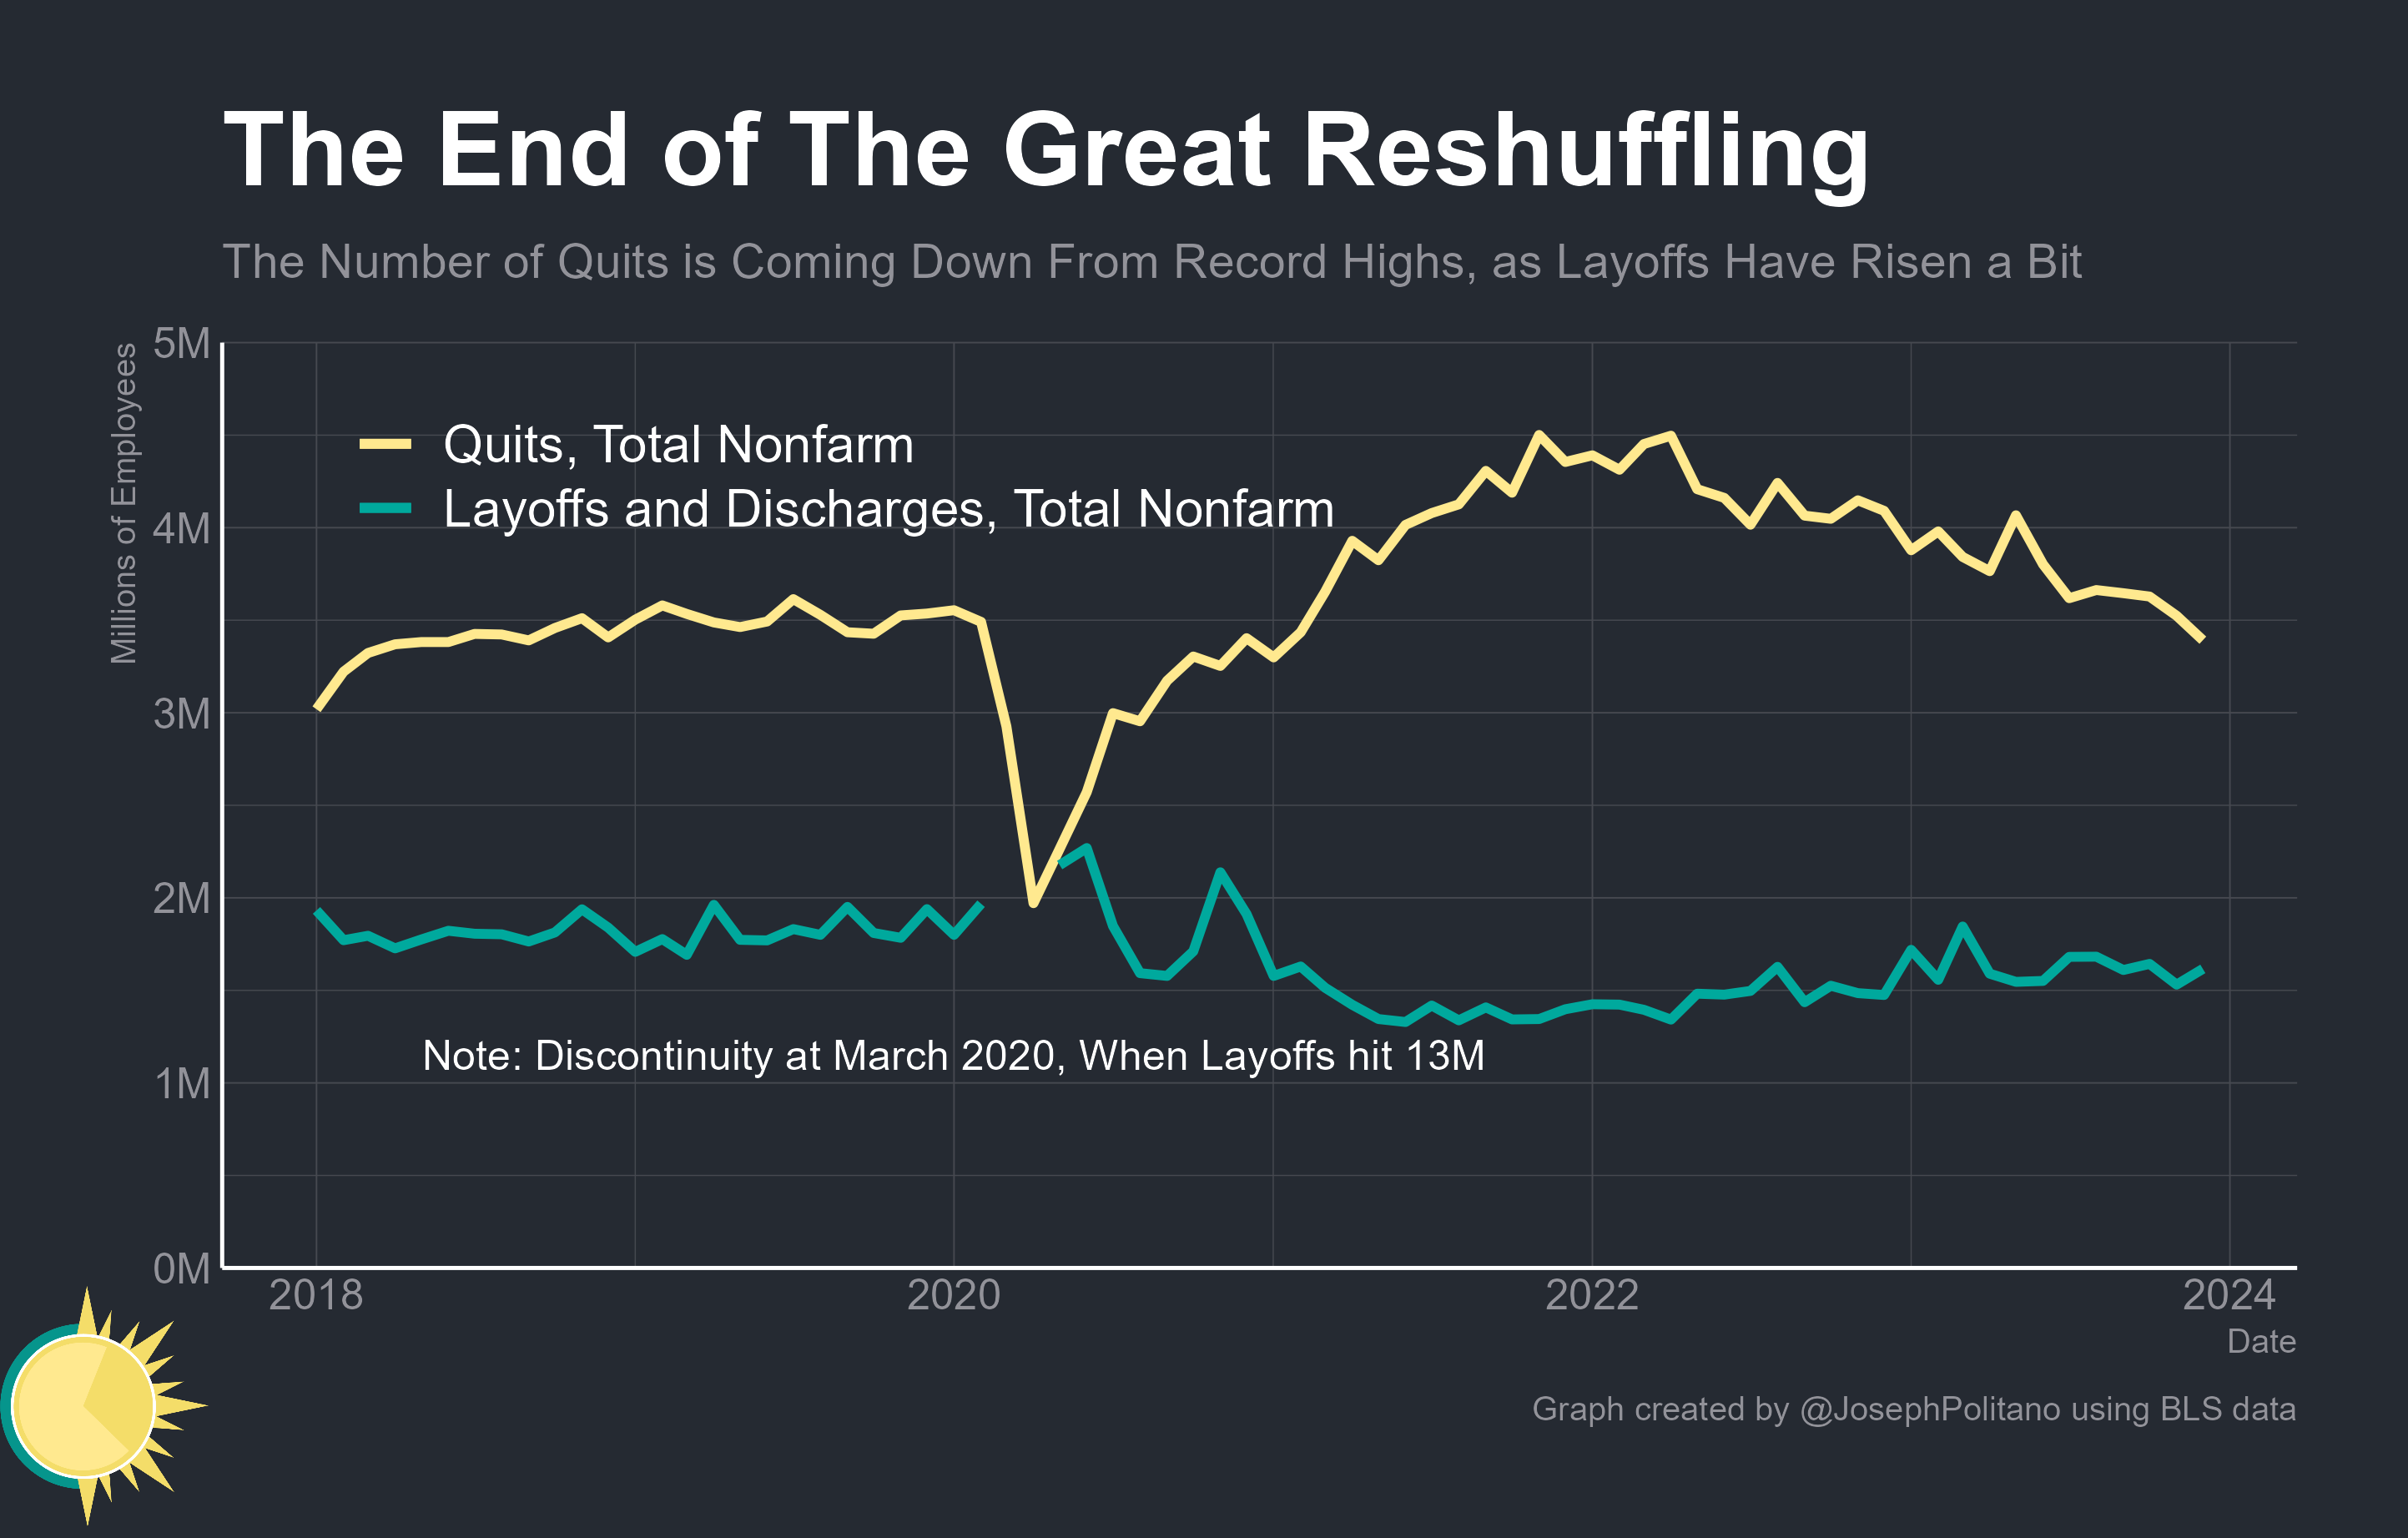 The End of The Great Reshuffling
The Number of Quits is Coming Down From Record Highs, as Layoffs Have Risen a Bit
Millions of Employees
5M
4M
3M
2M
1M
0M
Quits, Total Nonfarm
Layoffs and Discharges, Total Nonfarm
Note: Discontinuity at March 2020, When Layoffs hit 13M
2018
2020
2022
2024
Date
Graph created by @JosephPolitano using BLS data